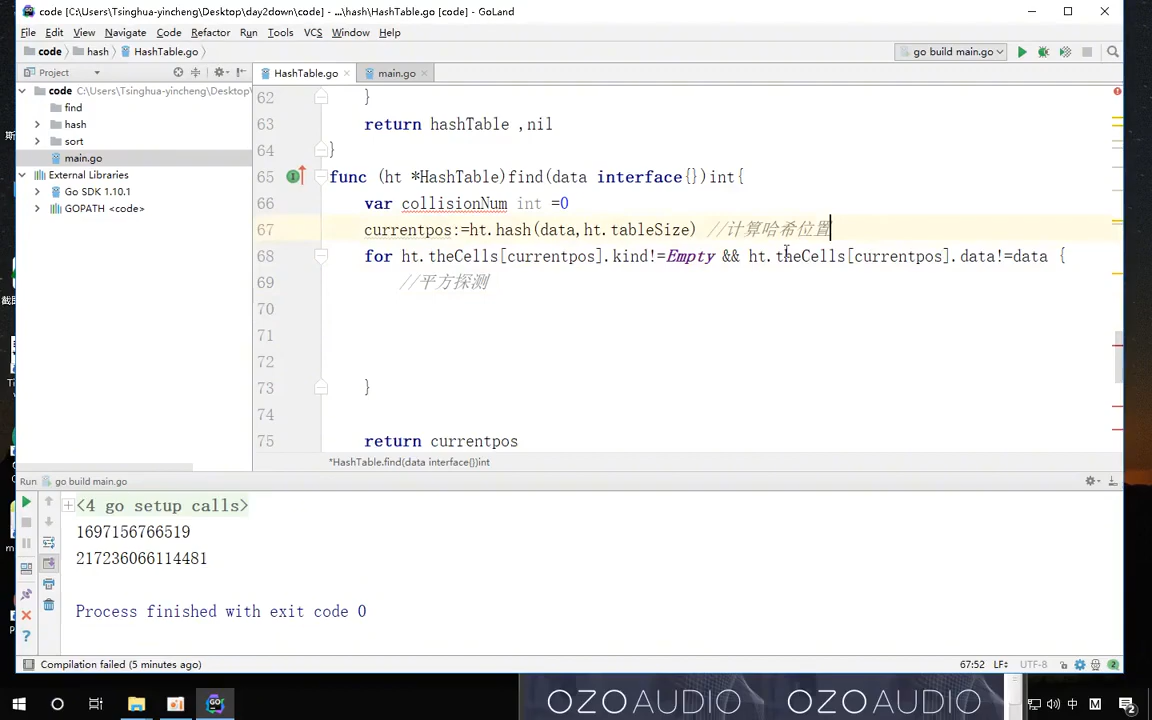 code [C:\Users\Tsinghua-yincheng\Desktop\day2down\code] - ...\hash\HashTable.go [code] - GoLand
File Edit View Navigate Code Refactor Run Tools VCS Window Help
code hash HashTable.go go build main.go
Project HashTable.go main.go
code C:\Users\Tsinghua-yincheng\Desktop\
find
hash
sort
main.go
External Libraries
Go SDK 1.10.1
GOPATH <code>
62 }
63 return hashTable ,nil
64 }
65 func (ht *HashTable)find(data interface{})int{
66 var collisionNum int =0
67 currentpos:=ht.hash(data,ht.tableSize) //计算哈希位置
68 for ht.theCells[currentpos].kind!=Empty && ht.theCells[currentpos].data!=data {
69 //平方探测
70
71
72
73 }
74
75 return currentpos
*HashTable.find(data interface{})int
Run go build main.go
<4 go setup calls>
1697156766519
217236066114481
Process finished with exit code 0
Compilation failed (5 minutes ago) 67:52 LF÷ UTF-8 2
OZO AUDIO OZO AUDIO
中 M 2